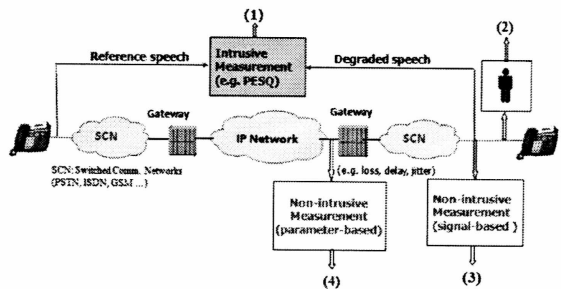 (1)
(2)
Reference speech
Intrusive
Measurement
(e.g. PESQ)
Degraded speech
Gateway
Gateway
SCN
IP Network
SCN
SCN: Switched Comm. Networks
(PSTN, ISDN, GSM ...)
(e.g. loss, delay, jitter)
Non-intrusive
Measurement
(parameter-based)
Non-intrusive
Measurement
(signal-based )
(4)
(3)